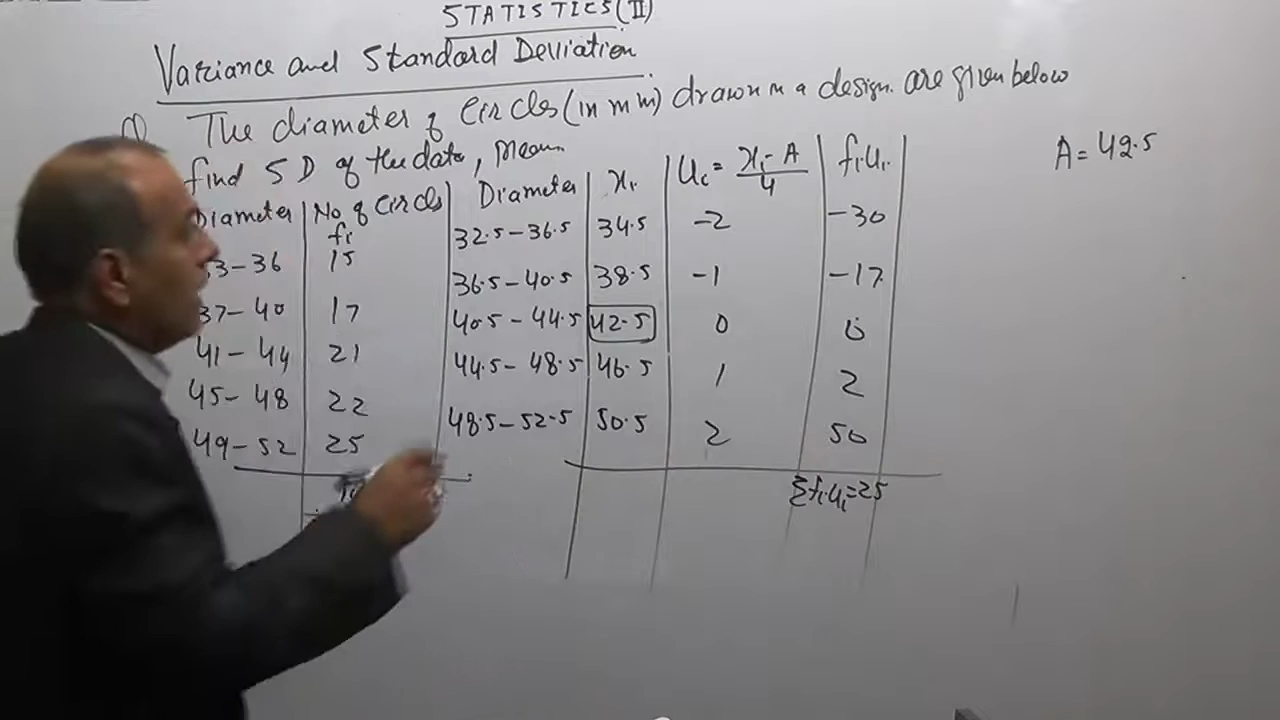 STATISTICS(II)
Variance and Standard Deviation
Q The diameter of circles (in mm) drawn in a design. are given below
find SD of the data, Mean.
Diameter | No of circls fi | Diameter | xi | Ui = xi - A / 4 | fiui | A = 42.5
3-36 | 15 | 32.5-36.5 | 34.5 | -2 | -30
37-40 | 17 | 36.5-40.5 | 38.5 | -1 | -17
41-44 | 21 | 40.5-44.5 | 42.5 | 0 | 0
45-48 | 22 | 44.5-48.5 | 46.5 | 1 | 2
49-52 | 25 | 48.5-52.5 | 50.5 | 2 | 50
Σfiui=25